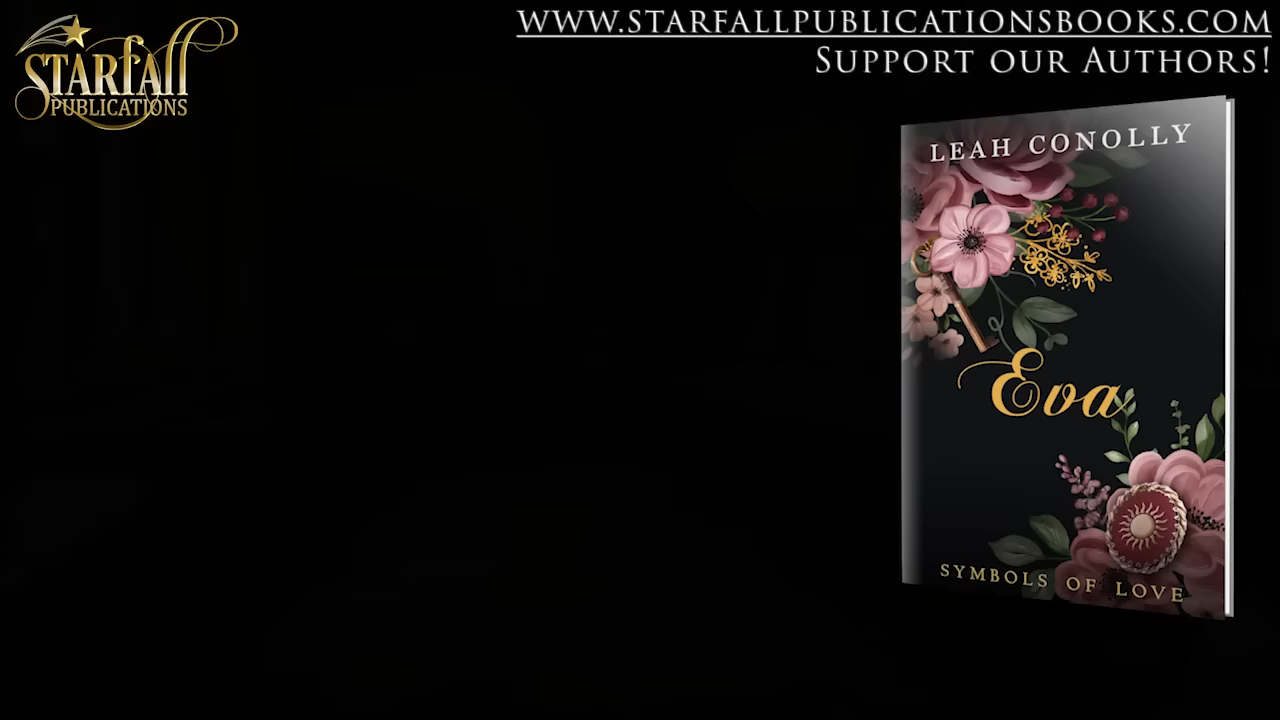 STARfall
PUBLICATIONS
WWW.STARFALLPUBLICATIONSBOOKS.COM
SUPPORT OUR AUTHORS!
LEAH CONOLLY
Eva
SYMBOLS OF LOVE